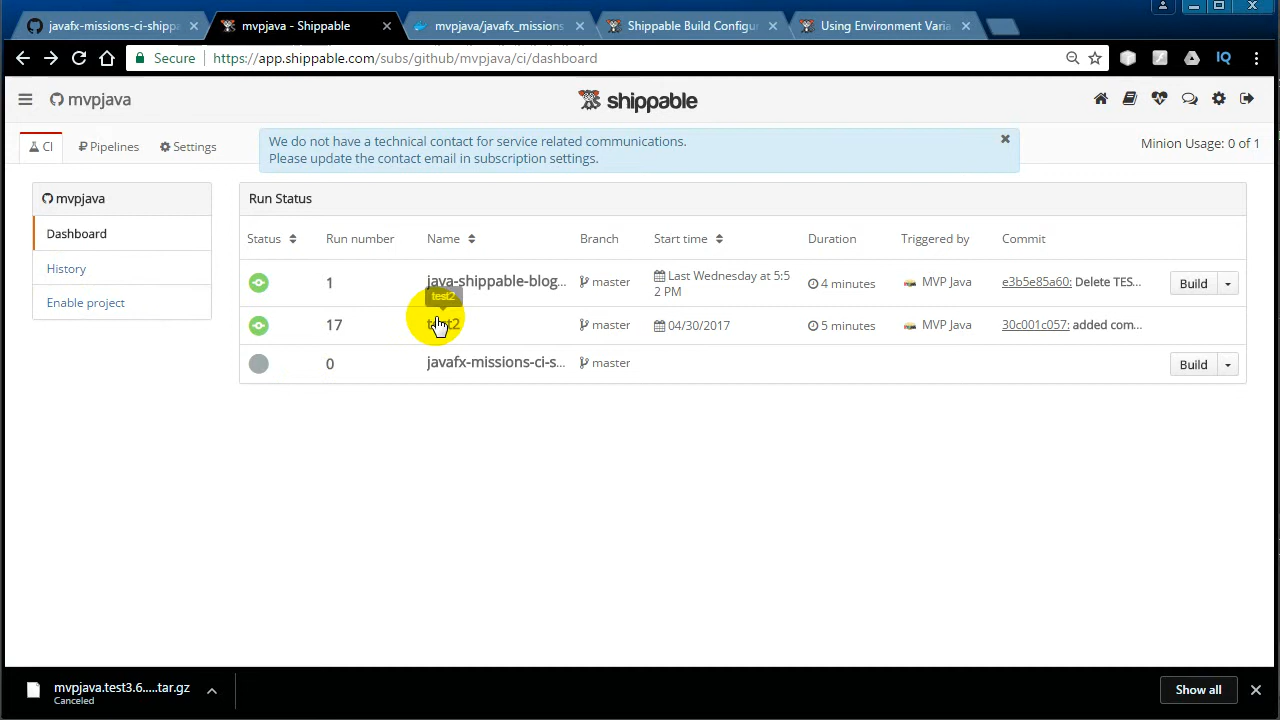 javafx-missions-ci-shippa
mvpjava - Shippable
mvpjava/javafx_missions
Shippable Build Configur
Using Environment Varia
Secure
https://app.shippable.com/subs/github/mvpjava/ci/dashboard
IQ
mvpjava
shippable
CI
Pipelines
Settings
We do not have a technical contact for service related communications.
Please update the contact email in subscription settings.
Minion Usage: 0 of 1
mvpjava
Dashboard
History
Enable project
Run Status
Status Run number Name Branch Start time Duration Triggered by Commit
1 java-shippable-blog... master Last Wednesday at 5:5
2 PM 4 minutes MVP Java e3b5e85a60: Delete TES... Build
test2
17 test2 master 04/30/2017 5 minutes MVP Java 30c001c057: added com...
0 javafx-missions-ci-s... master Build
mvpjava.test3.6.....tar.gz
Canceled
Show all